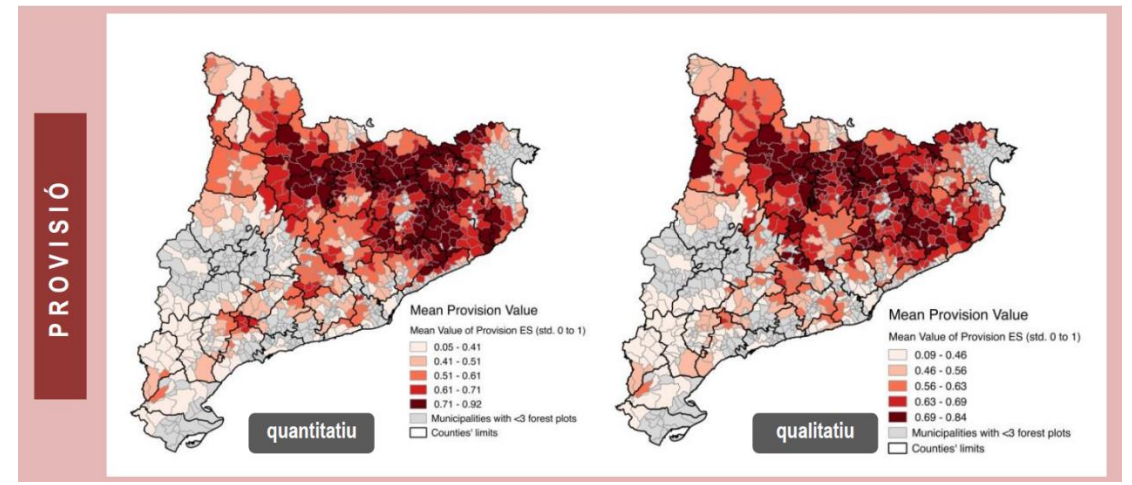 PROVISIÓ
Mean Provision Value
Mean Value of Provision ES (std. 0 to 1)
0.05 - 0.41
0.41 - 0.51
0.51 - 0.61
0.61 - 0.71
0.71 - 0.92
Municipalities with <3 forest plots
Counties' limits
quantitatiu
Mean Provision Value
Mean Value of Provision ES (std. 0 to 1)
0.09 - 0.46
0.46 - 0.56
0.56 - 0.63
0.63 - 0.69
0.69 - 0.84
Municipalities with <3 forest plots
Counties' limits
qualitatiu